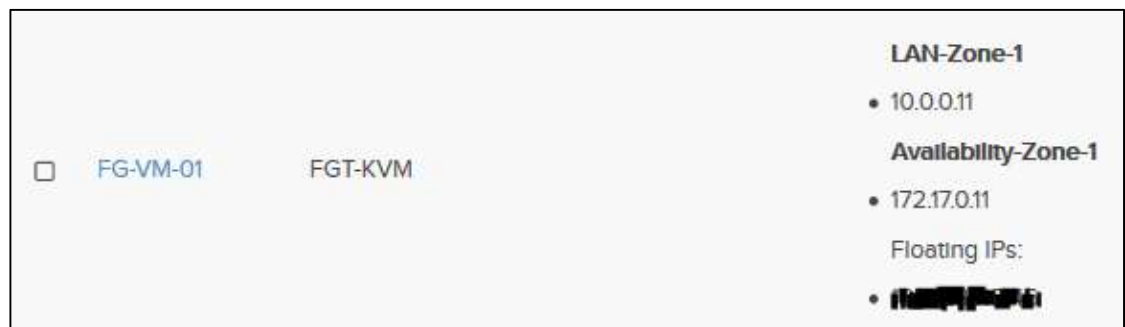 LAN-Zone-1
• 10.0.0.11
Availability-Zone-1
FG-VM-01 FGT-KVM
• 172.17.0.11
Floating IPs: